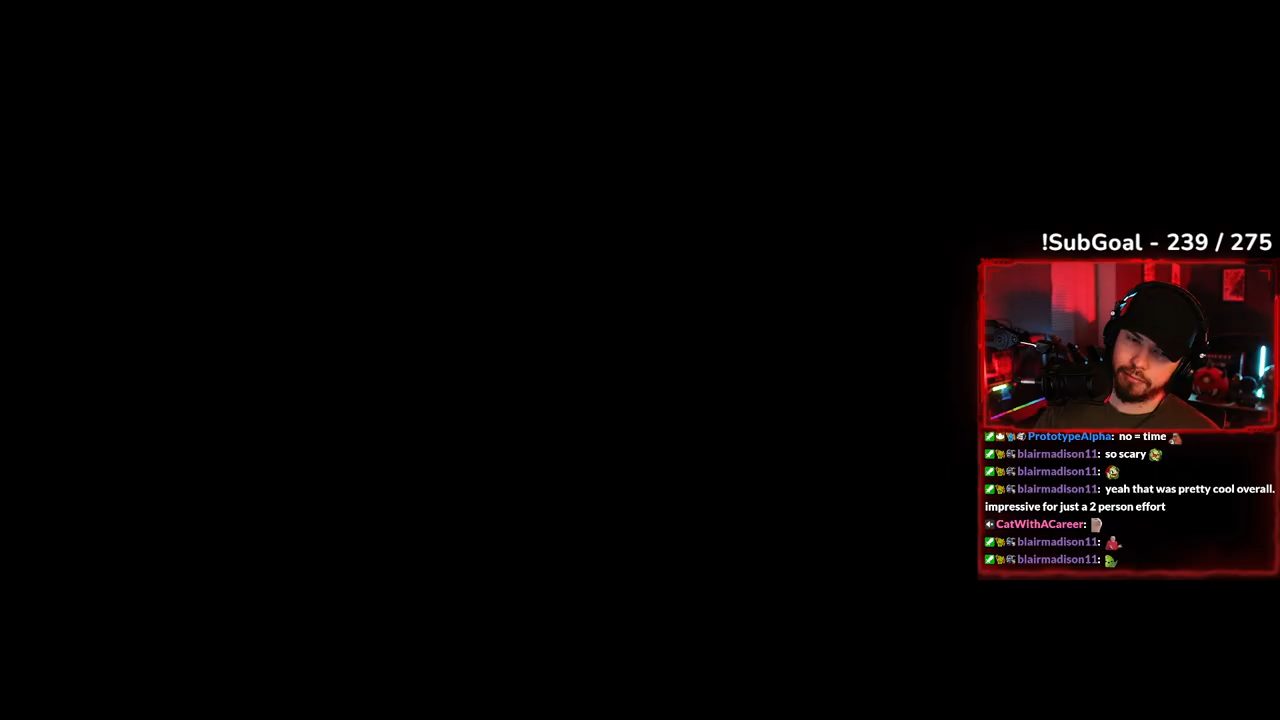 !SubGoal - 239 / 275
PrototypeAlpha: no = time
blairmadison11: so scary
blairmadison11:
blairmadison11: yeah that was pretty cool overall.
impressive for just a 2 person effort
CatWithACareer:
blairmadison11:
blairmadison11: